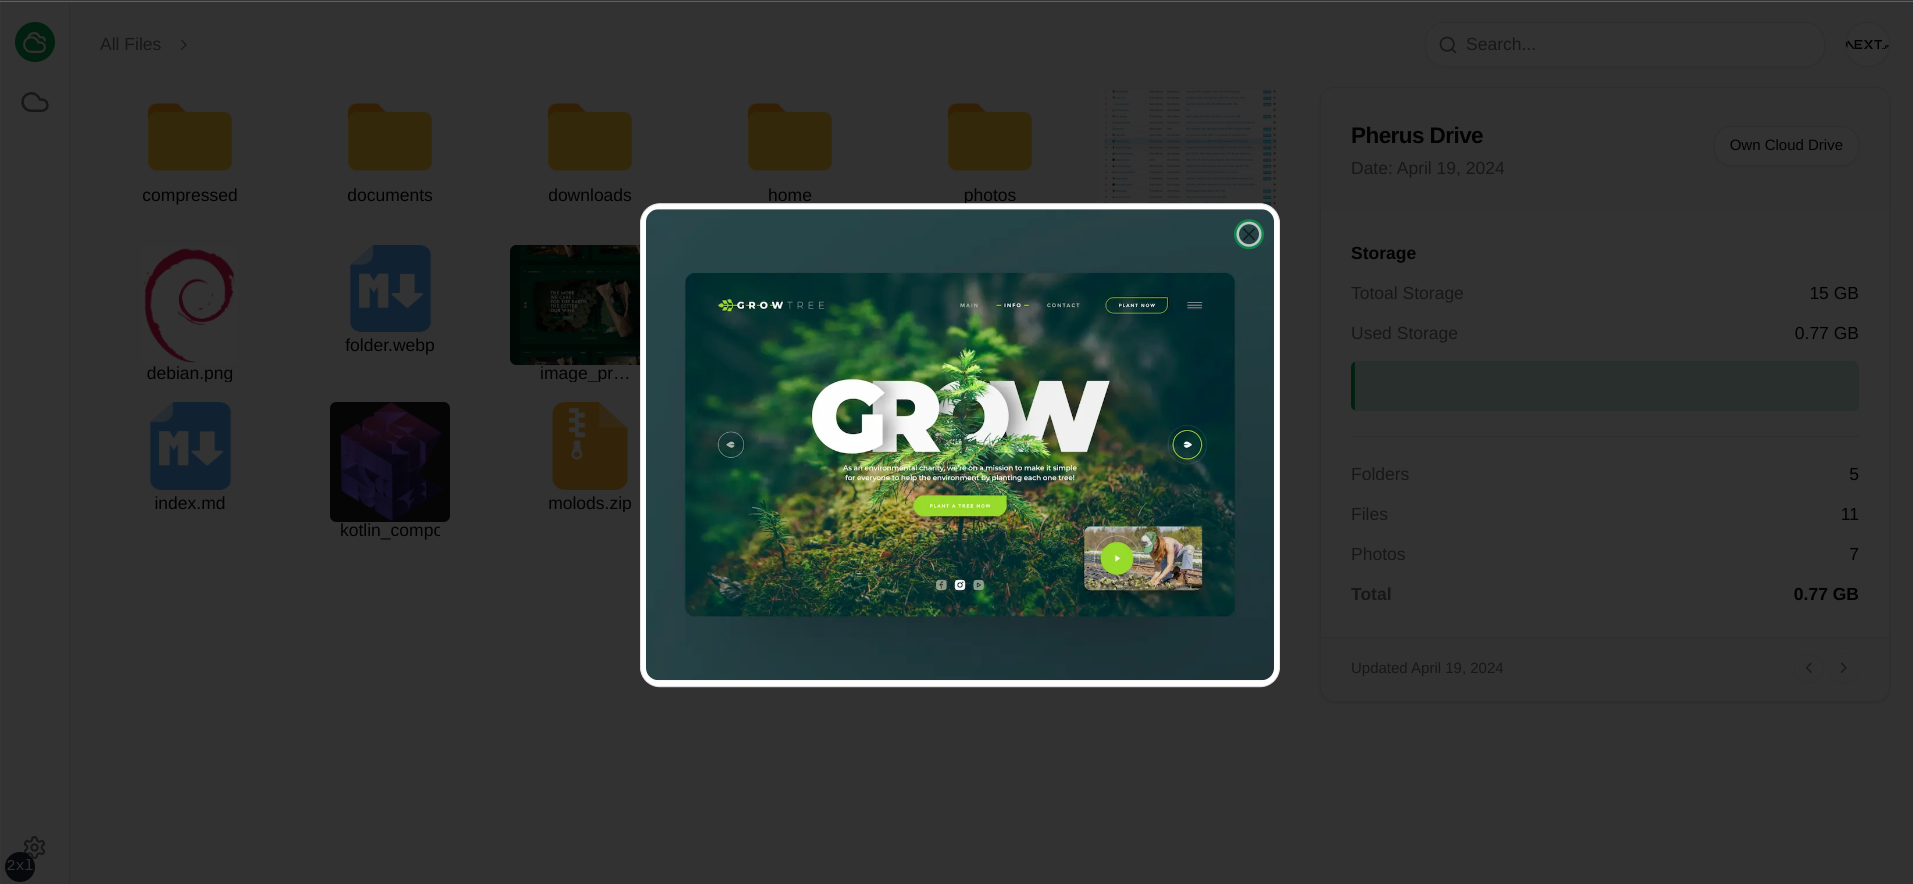 All Files
Search...
NEXT.
compressed
documents
downloads
home
photos
debian.png
folder.webp
image_pr...
index.md
kotlin_compo
molods.zip
GROWTREE
MAIN
INFO
CONTACT
PLANT NOW
GROW
As an environmental charity, we're on a mission to make it simple
for everyone to help the environment by planting each one tree!
PLANT A TREE NOW
Pherus Drive
Date: April 19, 2024
Own Cloud Drive
Storage
Totoal Storage 15 GB
Used Storage 0.77 GB
Folders 5
Files 11
Photos 7
Total 0.77 GB
Updated April 19, 2024
2x1